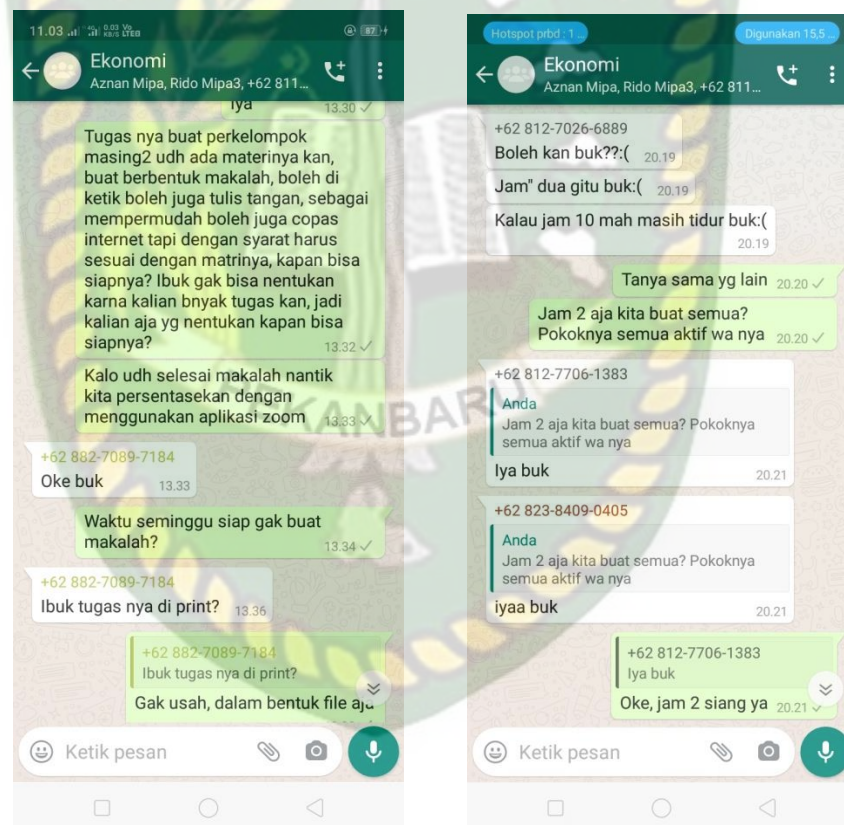 11.03
0.03 KB/S
87
Ekonomi
Aznan Mipa, Rido Mipa3, +62 811...
Iya 13.30
Tugas nya buat perkelompok
masing2 udh ada materinya kan,
buat berbentuk makalah, boleh di
ketik boleh juga tulis tangan, sebagai
mempermudah boleh juga copas
internet tapi dengan syarat harus
sesuai dengan matrinya, kapan bisa
siapnya? Ibuk gak bisa nentukan
karna kalian bnyak tugas kan, jadi
kalian aja yg nentukan kapan bisa
siapnya? 13.32
Kalo udh selesai makalah nantik
kita persentasekan dengan
menggunakan aplikasi zoom 13.33
+62 882-7089-7184
Oke buk 13.33
Waktu seminggu siap gak buat
makalah? 13.34
+62 882-7089-7184
Ibuk tugas nya di print? 13.36
+62 882-7089-7184
Ibuk tugas nya di print?
Gak usah, dalam bentuk file aja
Ketik pesan
Hotspot prbd : 1 ...
Digunakan 15,5 ...
Ekonomi
Aznan Mipa, Rido Mipa3, +62 811...
+62 812-7026-6889
Boleh kan buk??:( 20.19
Jam" dua gitu buk:( 20.19
Kalau jam 10 mah masih tidur buk:(
20.19
Tanya sama yg lain 20.20
Jam 2 aja kita buat semua?
Pokoknya semua aktif wa nya 20.20
+62 812-7706-1383
Anda
Jam 2 aja kita buat semua? Pokoknya
semua aktif wa nya
Iya buk 20.21
+62 823-8409-0405
Anda
Jam 2 aja kita buat semua? Pokoknya
semua aktif wa nya
iyaa buk 20.21
+62 812-7706-1383
Iya buk
Oke, jam 2 siang ya 20.21
Ketik pesan
KANBARU